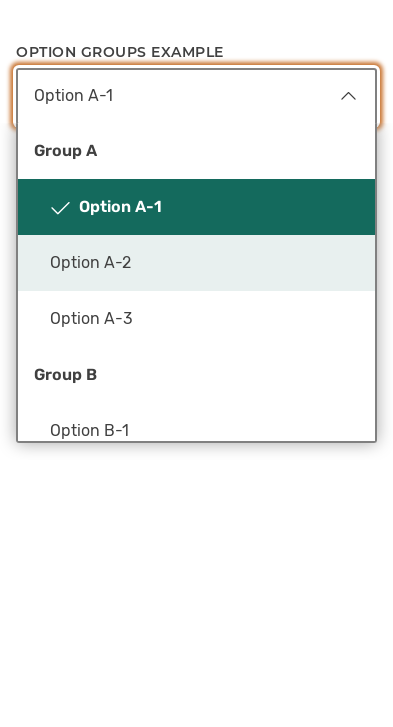 OPTION GROUPS EXAMPLE
Option A-1
Group A
Option A-1
Option A-2
Option A-3
Group B
Option B-1